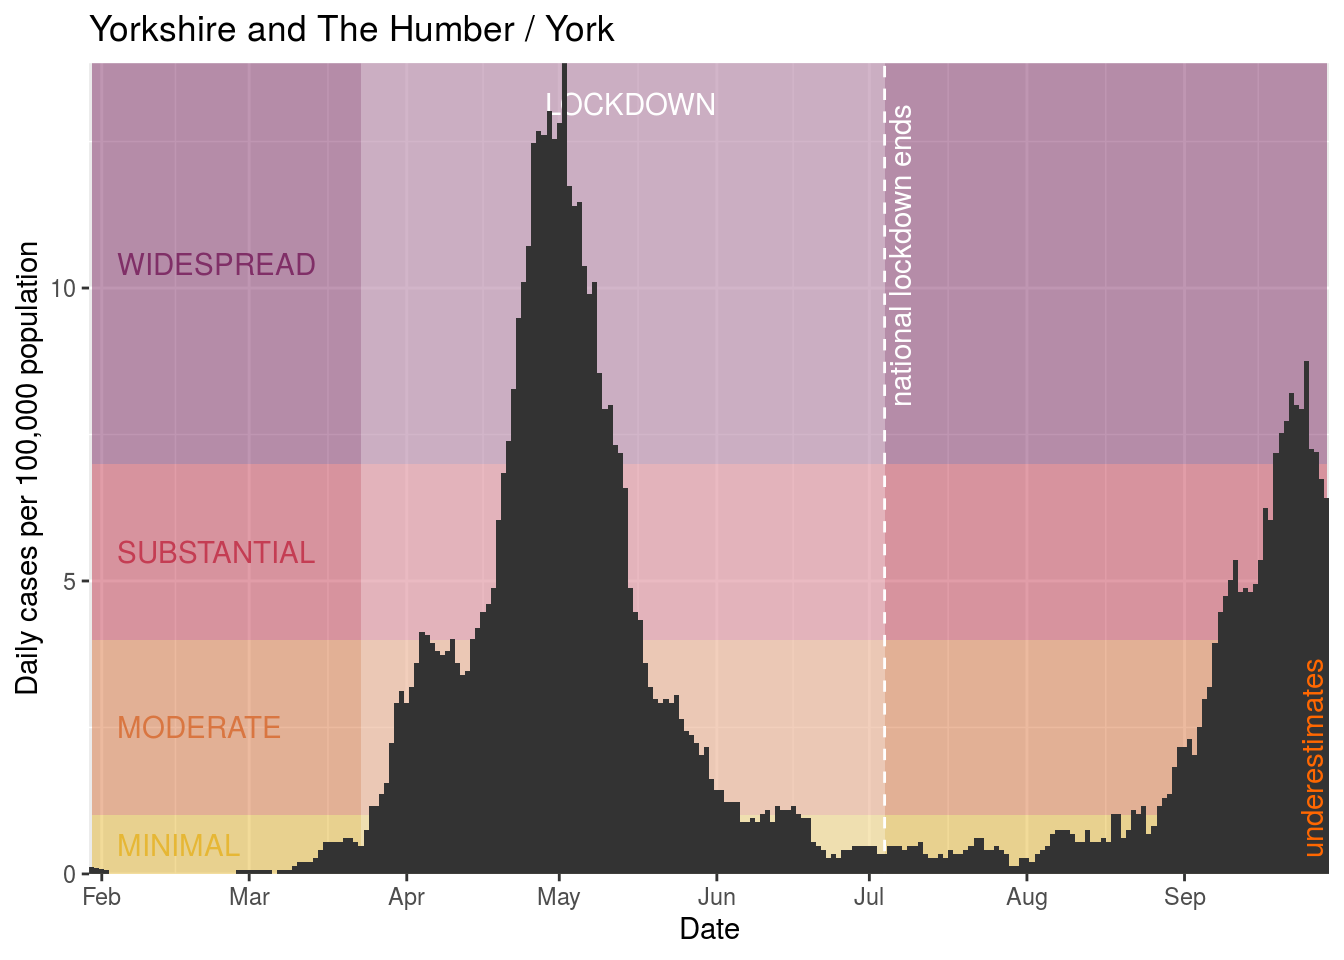 Yorkshire and The Humber / York
LOCKDOWN
national lockdown ends
WIDESPREAD
SUBSTANTIAL
MODERATE
MINIMAL
underestimates
Daily cases per 100,000 population
10
5
0
Feb Mar Apr May Jun Jul Aug Sep
Date